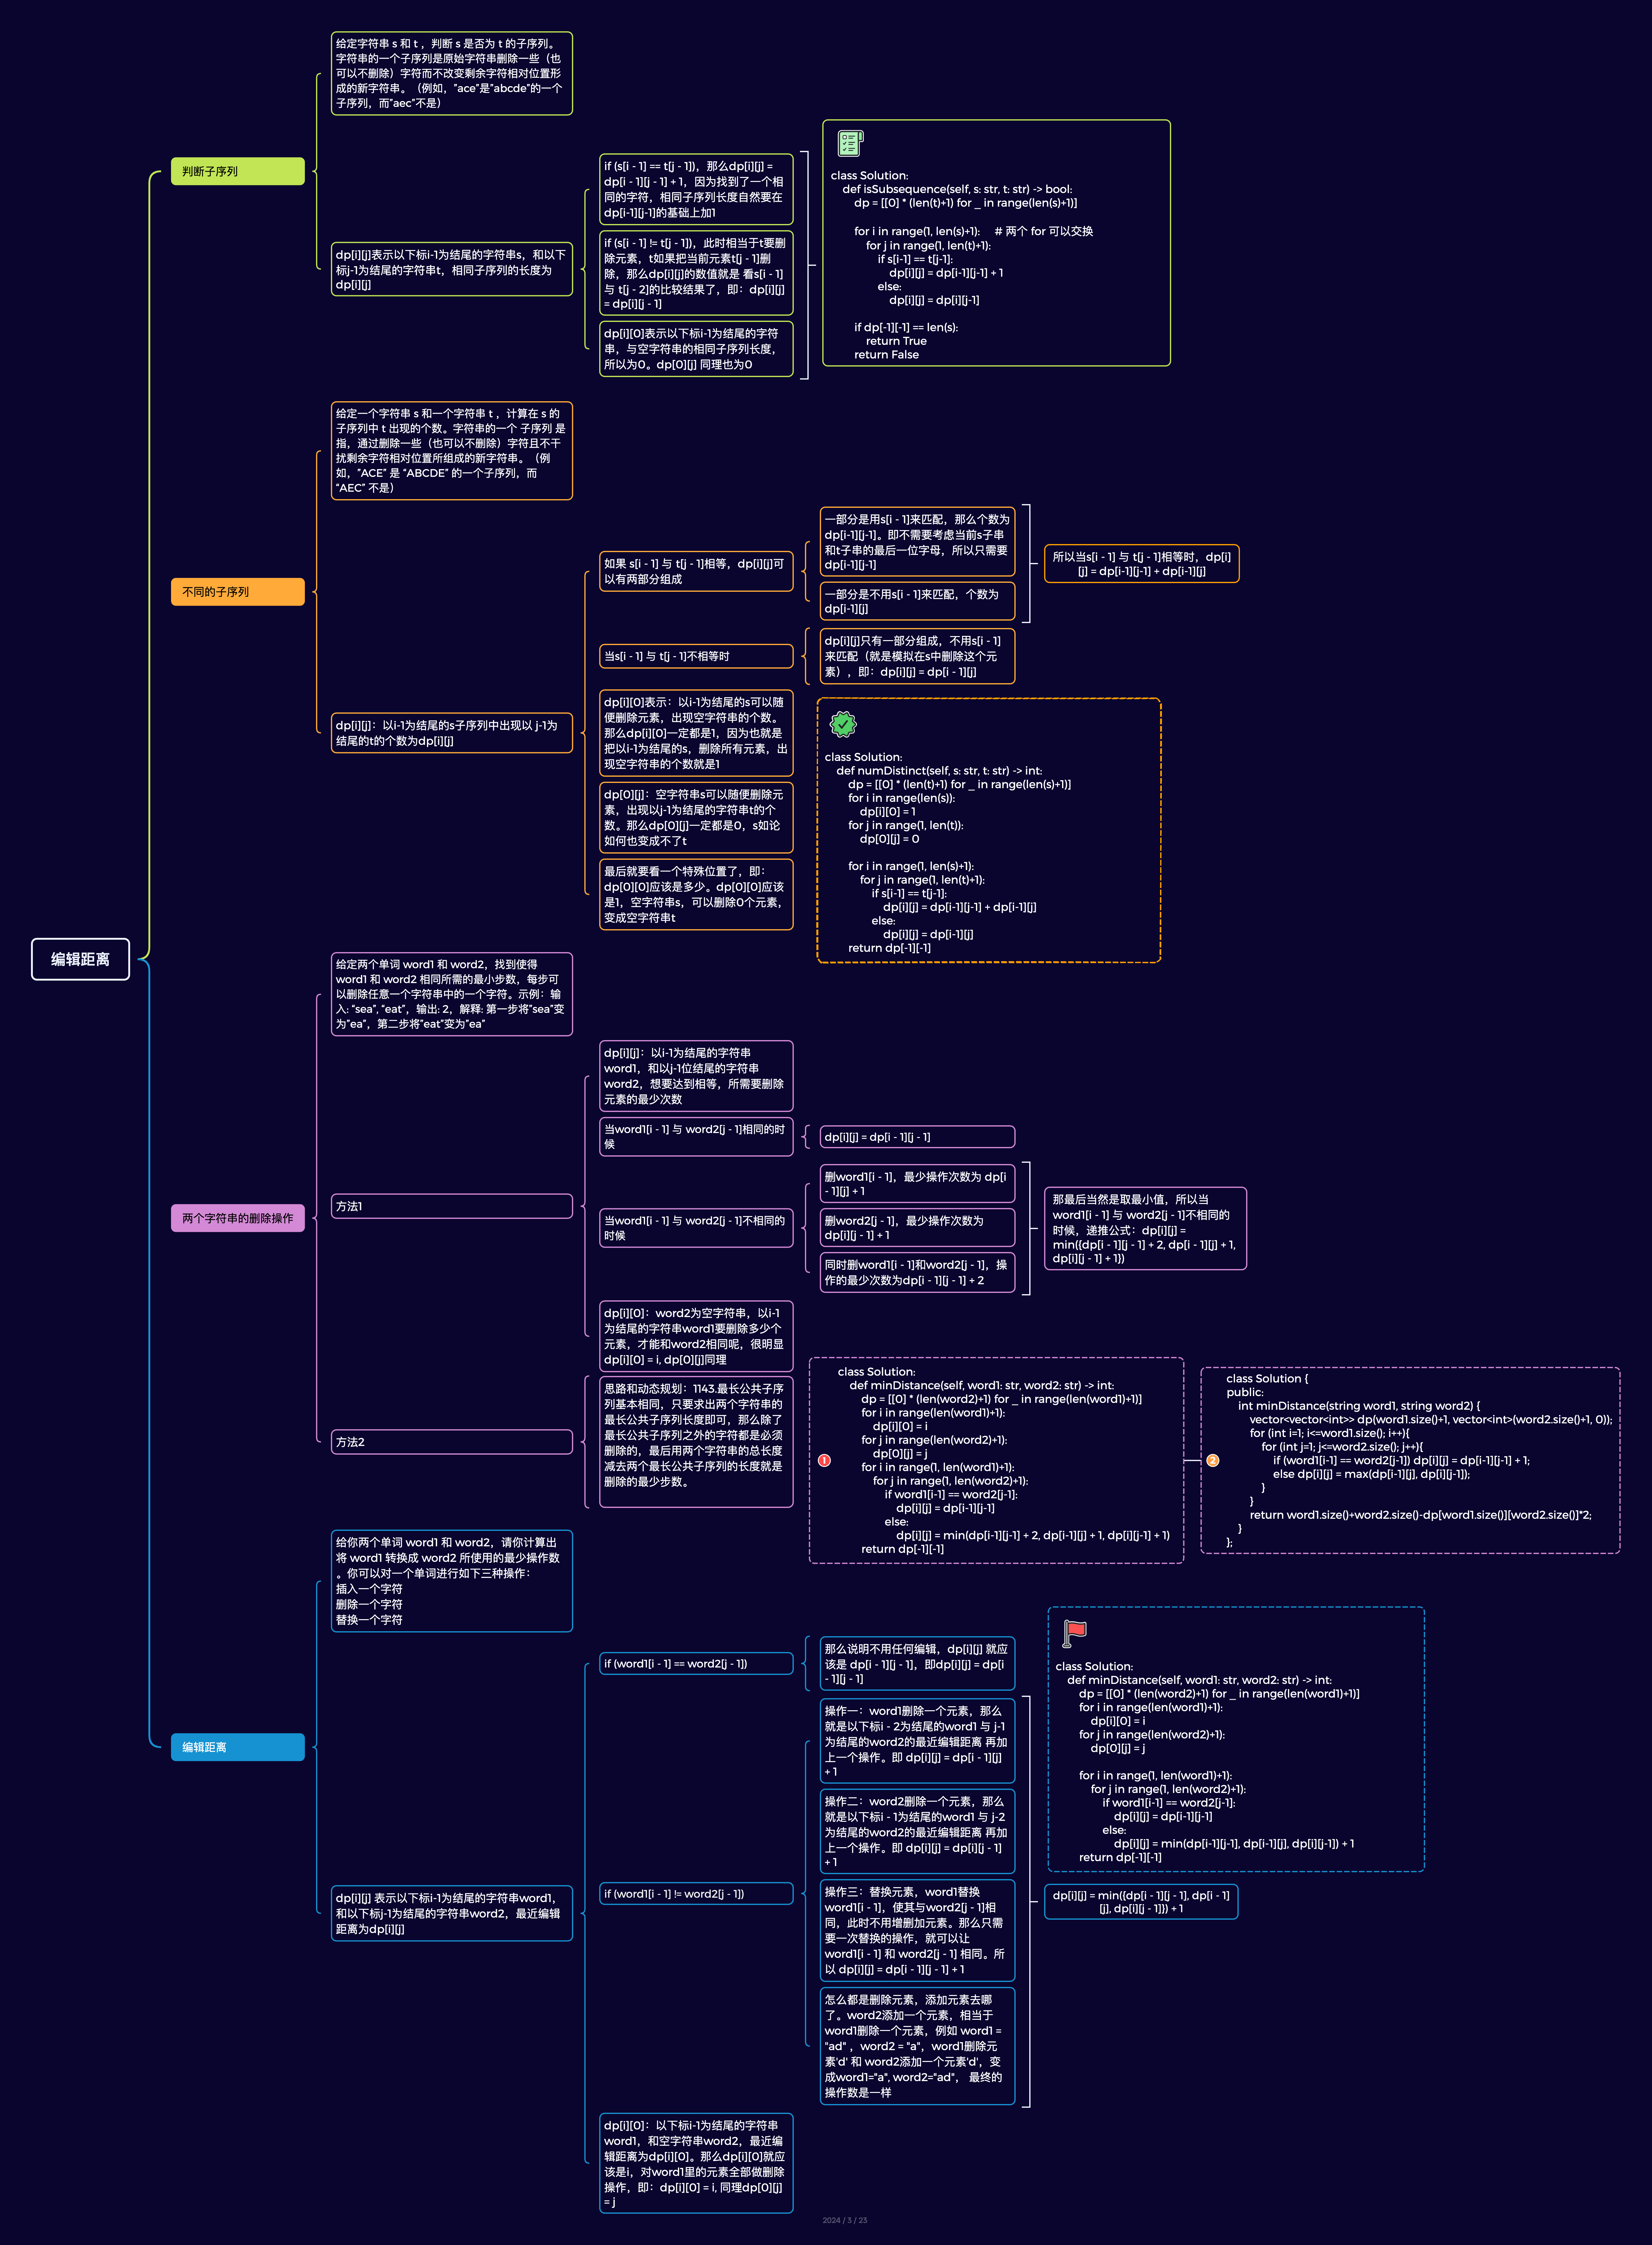 编辑距离
判断子序列
给定字符串 s 和 t ，判断 s 是否为 t 的子序列。
字符串的一个子序列是原始字符串删除一些（也
可以不删除）字符而不改变剩余字符相对位置形
成的新字符串。（例如，"ace"是"abcde"的一个
子序列，而"aec"不是）
dp[i][j]表示以下标i-1为结尾的字符串s，和以下
标j-1为结尾的字符串t，相同子序列的长度为
dp[i][j]
if (s[i - 1] == t[j - 1])，那么dp[i][j] =
dp[i - 1][j - 1] + 1，因为找到了一个相
同的字符，相同子序列长度自然要在
dp[i-1][j-1]的基础上加1
if (s[i - 1] != t[j - 1])，此时相当于t要删
除元素，t如果把当前元素t[j - 1]删
除，那么dp[i][j]的数值就是 看s[i - 1]
与 t[j - 2]的比较结果了，即：dp[i][j]
= dp[i][j - 1]
dp[i][0]表示以下标i-1为结尾的字符
串，与空字符串的相同子序列长度，
所以为0。dp[0][j] 同理也为0
class Solution:
    def isSubsequence(self, s: str, t: str) -> bool:
        dp = [[0] * (len(t)+1) for _ in range(len(s)+1)]
        for i in range(1, len(s)+1):     # 两个 for 可以交换
            for j in range(1, len(t)+1):
                if s[i-1] == t[j-1]:
                    dp[i][j] = dp[i-1][j-1] + 1
                else:
                    dp[i][j] = dp[i][j-1]
        if dp[-1][-1] == len(s):
            return True
        return False
不同的子序列
给定一个字符串 s 和一个字符串 t ，计算在 s 的
子序列中 t 出现的个数。字符串的一个 子序列 是
指，通过删除一些（也可以不删除）字符且不干
扰剩余字符相对位置所组成的新字符串。（例
如，“ACE” 是 “ABCDE” 的一个子序列，而
“AEC” 不是）
dp[i][j]：以i-1为结尾的s子序列中出现以 j-1为
结尾的t的个数为dp[i][j]
如果 s[i - 1] 与 t[j - 1]相等，dp[i][j]可
以有两部分组成
一部分是用s[i - 1]来匹配，那么个数为
dp[i-1][j-1]。即不需要考虑当前s子串
和t子串的最后一位字母，所以只需要
dp[i-1][j-1]
一部分是不用s[i - 1]来匹配，个数为
dp[i-1][j]
所以当s[i - 1] 与 t[j - 1]相等时，dp[i]
[j] = dp[i-1][j-1] + dp[i-1][j]
当s[i - 1] 与 t[j - 1]不相等时
dp[i][j]只有一部分组成，不用s[i - 1]
来匹配（就是模拟在s中删除这个元
素），即：dp[i][j] = dp[i - 1][j]
dp[i][0]表示：以i-1为结尾的s可以随
便删除元素，出现空字符串的个数。
那么dp[i][0]一定都是1，因为也就是
把以i-1为结尾的s，删除所有元素，出
现空字符串的个数就是1
dp[0][j]：空字符串s可以随便删除元
素，出现以j-1为结尾的字符串t的个
数。那么dp[0][j]一定都是0，s如论
如何也变成不了t
最后就要看一个特殊位置了，即：
dp[0][0]应该是多少。dp[0][0]应该
是1，空字符串s，可以删除0个元素，
变成空字符串t
class Solution:
    def numDistinct(self, s: str, t: str) -> int:
        dp = [[0] * (len(t)+1) for _ in range(len(s)+1)]
        for i in range(len(s)):
            dp[i][0] = 1
        for j in range(1, len(t)):
            dp[0][j] = 0
        for i in range(1, len(s)+1):
            for j in range(1, len(t)+1):
                if s[i-1] == t[j-1]:
                    dp[i][j] = dp[i-1][j-1] + dp[i-1][j]
                else:
                    dp[i][j] = dp[i-1][j]
        return dp[-1][-1]
两个字符串的删除操作
给定两个单词 word1 和 word2，找到使得
word1 和 word2 相同所需的最小步数，每步可
以删除任意一个字符串中的一个字符。示例：输
入: “sea”, “eat”，输出: 2，解释: 第一步将”sea”变
为”ea”，第二步将”eat”变为”ea”
方法1
dp[i][j]：以i-1为结尾的字符串
word1，和以j-1位结尾的字符串
word2，想要达到相等，所需要删除
元素的最少次数
当word1[i - 1] 与 word2[j - 1]相同的时
候
dp[i][j] = dp[i - 1][j - 1]
当word1[i - 1] 与 word2[j - 1]不相同的
时候
删word1[i - 1]，最少操作次数为 dp[i
- 1][j] + 1
删word2[j - 1]，最少操作次数为
dp[i][j - 1] + 1
同时删word1[i - 1]和word2[j - 1]，操
作的最少次数为dp[i - 1][j - 1] + 2
那最后当然是取最小值，所以当
word1[i - 1] 与 word2[j - 1]不相同的
时候，递推公式：dp[i][j] =
min({dp[i - 1][j - 1] + 2, dp[i - 1][j] + 1,
dp[i][j - 1] + 1})
dp[i][0]：word2为空字符串，以i-1
为结尾的字符串word1要删除多少个
元素，才能和word2相同呢，很明显
dp[i][0] = i, dp[0][j]同理
方法2
思路和动态规划：1143.最长公共子序
列基本相同，只要求出两个字符串的
最长公共子序列长度即可，那么除了
最长公共子序列之外的字符都是必须
删除的，最后用两个字符串的总长度
减去两个最长公共子序列的长度就是
删除的最少步数。
1
class Solution:
    def minDistance(self, word1: str, word2: str) -> int:
        dp = [[0] * (len(word2)+1) for _ in range(len(word1)+1)]
        for i in range(len(word1)+1):
            dp[i][0] = i
        for j in range(len(word2)+1):
            dp[0][j] = j
        for i in range(1, len(word1)+1):
            for j in range(1, len(word2)+1):
                if word1[i-1] == word2[j-1]:
                    dp[i][j] = dp[i-1][j-1]
                else:
                    dp[i][j] = min(dp[i-1][j-1] + 2, dp[i-1][j] + 1, dp[i][j-1] + 1)
        return dp[-1][-1]
2
class Solution {
public:
    int minDistance(string word1, string word2) {
        vector<vector<int>> dp(word1.size()+1, vector<int>(word2.size()+1, 0));
        for (int i=1; i<=word1.size(); i++){
            for (int j=1; j<=word2.size(); j++){
                if (word1[i-1] == word2[j-1]) dp[i][j] = dp[i-1][j-1] + 1;
                else dp[i][j] = max(dp[i-1][j], dp[i][j-1]);
            }
        }
        return word1.size()+word2.size()-dp[word1.size()][word2.size()]*2;
    }
};
编辑距离
给你两个单词 word1 和 word2，请你计算出
将 word1 转换成 word2 所使用的最少操作数
。你可以对一个单词进行如下三种操作：
插入一个字符
删除一个字符
替换一个字符
dp[i][j] 表示以下标i-1为结尾的字符串word1，
和以下标j-1为结尾的字符串word2，最近编辑
距离为dp[i][j]
if (word1[i - 1] == word2[j - 1])
那么说明不用任何编辑，dp[i][j] 就应
该是 dp[i - 1][j - 1]，即dp[i][j] = dp[i
- 1][j - 1]
if (word1[i - 1] != word2[j - 1])
操作一：word1删除一个元素，那么
就是以下标i - 2为结尾的word1 与 j-1
为结尾的word2的最近编辑距离 再加
上一个操作。即 dp[i][j] = dp[i - 1][j]
+ 1
操作二：word2删除一个元素，那么
就是以下标i - 1为结尾的word1 与 j-2
为结尾的word2的最近编辑距离 再加
上一个操作。即 dp[i][j] = dp[i][j - 1]
+ 1
操作三：替换元素，word1替换
word1[i - 1]，使其与word2[j - 1]相
同，此时不用增删加元素。那么只需
要一次替换的操作，就可以让
word1[i - 1] 和 word2[j - 1] 相同。所
以 dp[i][j] = dp[i - 1][j - 1] + 1
怎么都是删除元素，添加元素去哪
了。word2添加一个元素，相当于
word1删除一个元素，例如 word1 =
"ad" ，word2 = "a"，word1删除元
素'd' 和 word2添加一个元素'd'，变
成word1="a", word2="ad"， 最终的
操作数是一样
class Solution:
    def minDistance(self, word1: str, word2: str) -> int:
        dp = [[0] * (len(word2)+1) for _ in range(len(word1)+1)]
        for i in range(len(word1)+1):
            dp[i][0] = i
        for j in range(len(word2)+1):
            dp[0][j] = j
        for i in range(1, len(word1)+1):
            for j in range(1, len(word2)+1):
                if word1[i-1] == word2[j-1]:
                    dp[i][j] = dp[i-1][j-1]
                else:
                    dp[i][j] = min(dp[i-1][j-1], dp[i-1][j], dp[i][j-1]) + 1
        return dp[-1][-1]
dp[i][j] = min({dp[i - 1][j - 1], dp[i - 1]
[j], dp[i][j - 1]}) + 1
dp[i][0]：以下标i-1为结尾的字符串
word1，和空字符串word2，最近编
辑距离为dp[i][0]。那么dp[i][0]就应
该是i，对word1里的元素全部做删除
操作，即：dp[i][0] = i, 同理dp[0][j]
= j
2024 / 3 / 23